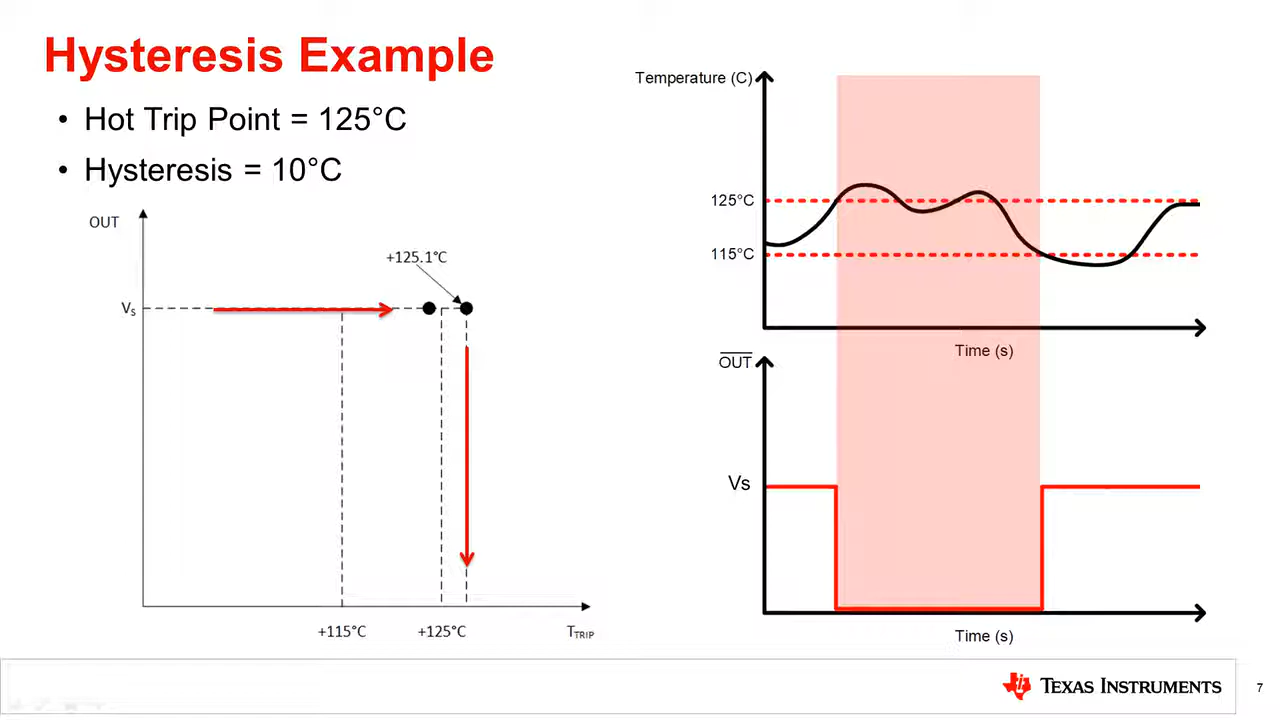 Hysteresis Example
• Hot Trip Point = 125°C
• Hysteresis = 10°C
OUT
+125.1°C
Vs
+115°C
+125°C
TTRIP
Temperature (C)
125°C
115°C
Time (s)
OUT
Vs
Time (s)
TEXAS INSTRUMENTS
7